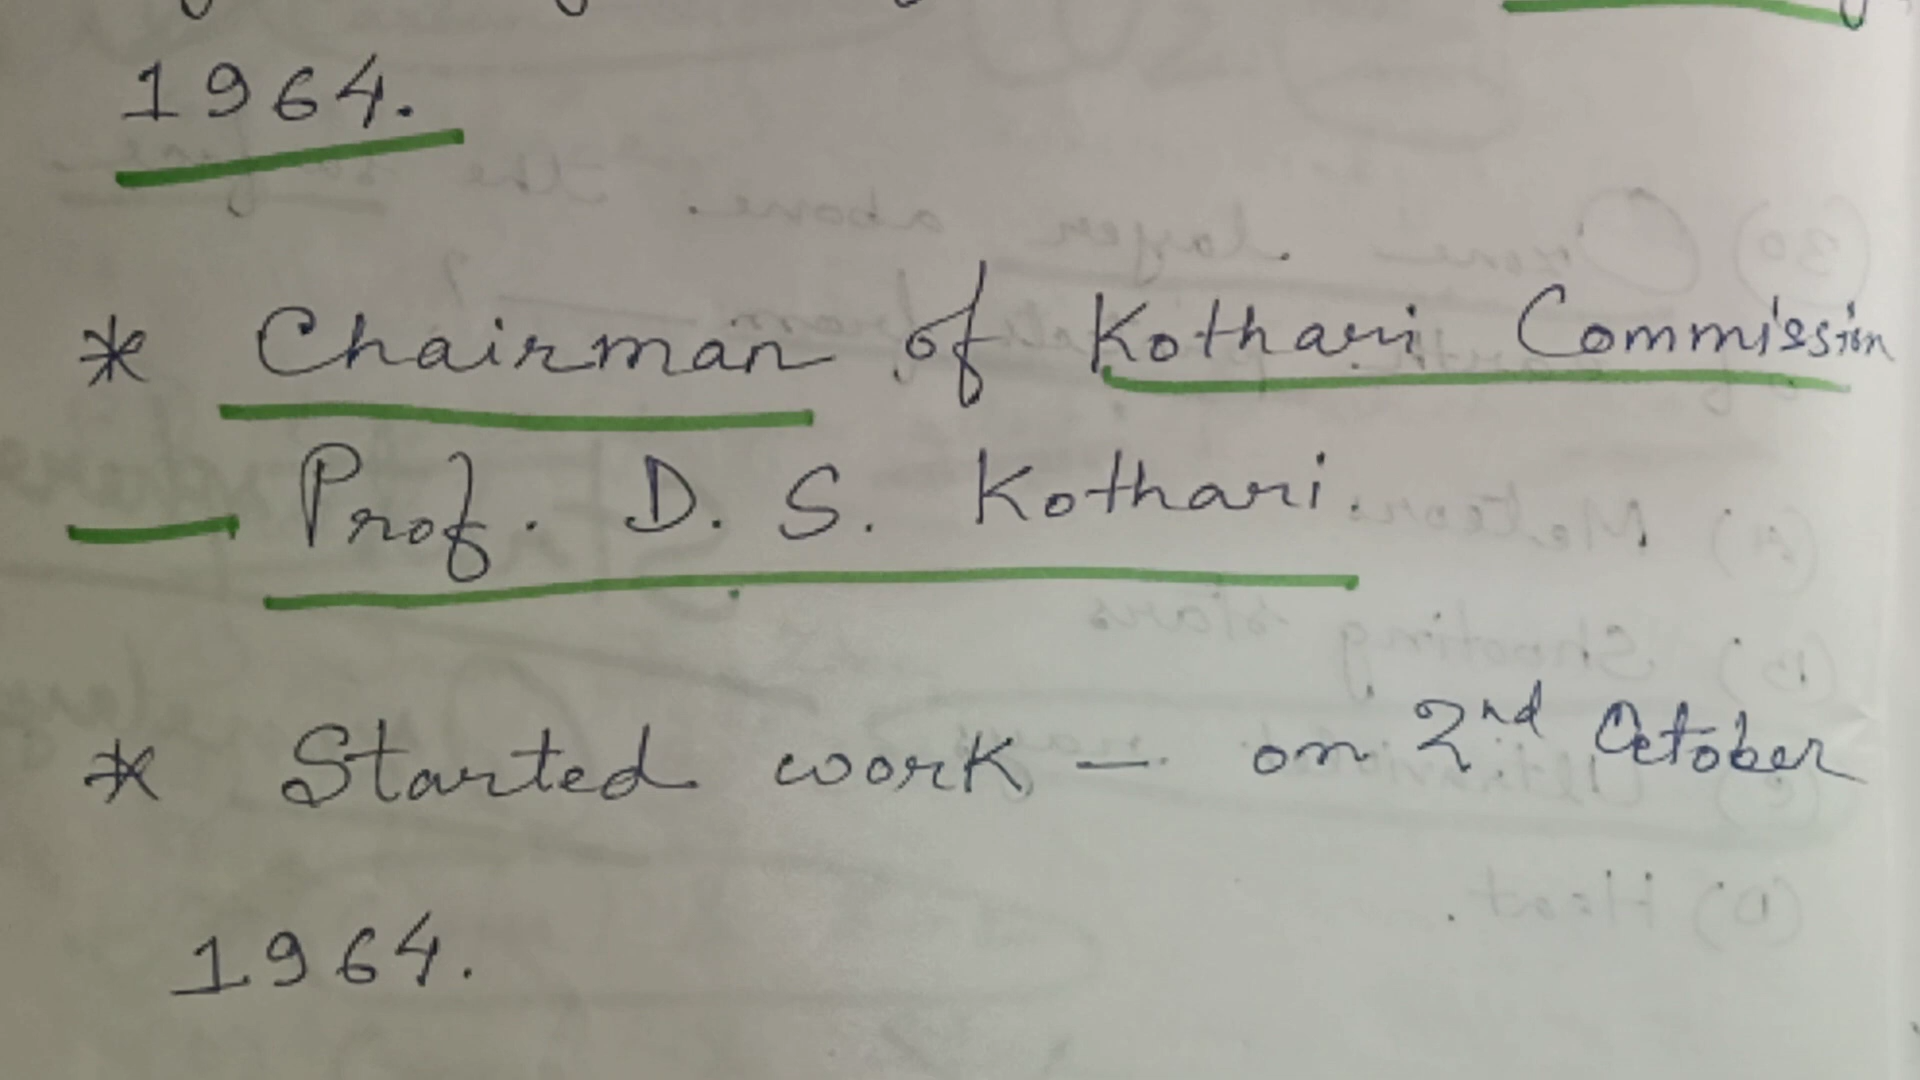 1964.
* Chairman of Kothari Commission
— Prof. D. S. Kothari.
* Started work – on 2nd October
1964.